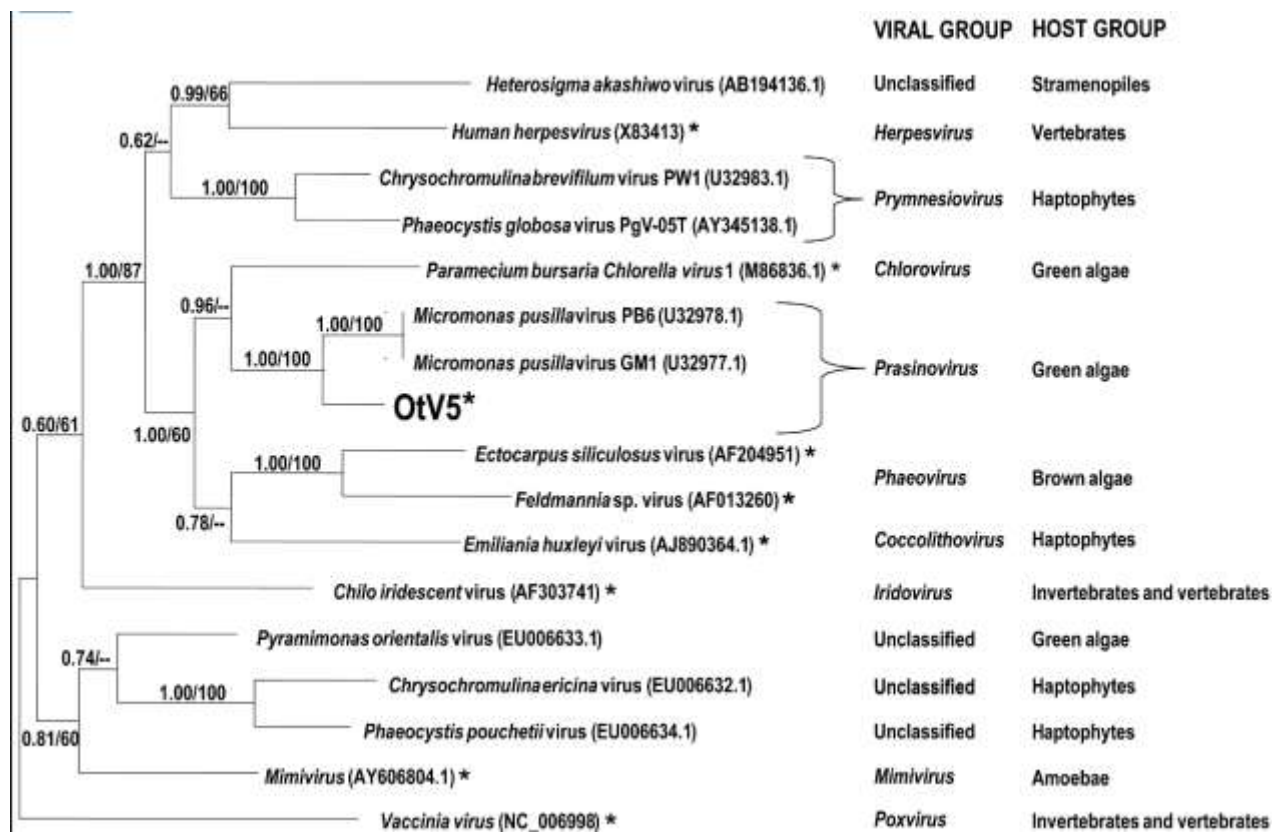 VIRAL GROUP HOST GROUP
0.99/66 Heterosigma akashiwo virus (AB194136.1) Unclassified Stramenopiles
0.62/-- Human herpesvirus (X83413) * Herpesvirus Vertebrates
1.00/100 Chrysochromulina brevifilum virus PW1 (U32983.1)
Prymnesiovirus Haptophytes
Phaeocystis globosa virus PgV-05T (AY345138.1)
1.00/87 Paramecium bursaria Chlorella virus 1 (M86836.1) * Chlorovirus Green algae
0.96/-- 1.00/100 Micromonas pusillavirus PB6 (U32978.1)
1.00/100 Micromonas pusillavirus GM1 (U32977.1) Prasinovirus Green algae
OtV5*
0.60/61 1.00/60
1.00/100 Ectocarpus siliculosus virus (AF204951) *
Phaeovirus Brown algae
Feldmannia sp. virus (AF013260) *
0.78/-- Emiliania huxleyi virus (AJ890364.1) * Coccolithovirus Haptophytes
Chilo iridescent virus (AF303741) * Iridovirus Invertebrates and vertebrates
Pyramimonas orientalis virus (EU006633.1) Unclassified Green algae
0.74/--
1.00/100 Chrysochromulina ericina virus (EU006632.1) Unclassified Haptophytes
0.81/60 Phaeocystis pouchetii virus (EU006634.1) Unclassified Haptophytes
Mimivirus (AY606804.1) * Mimivirus Amoebae
Vaccinia virus (NC_006998) * Poxvirus Invertebrates and vertebrates